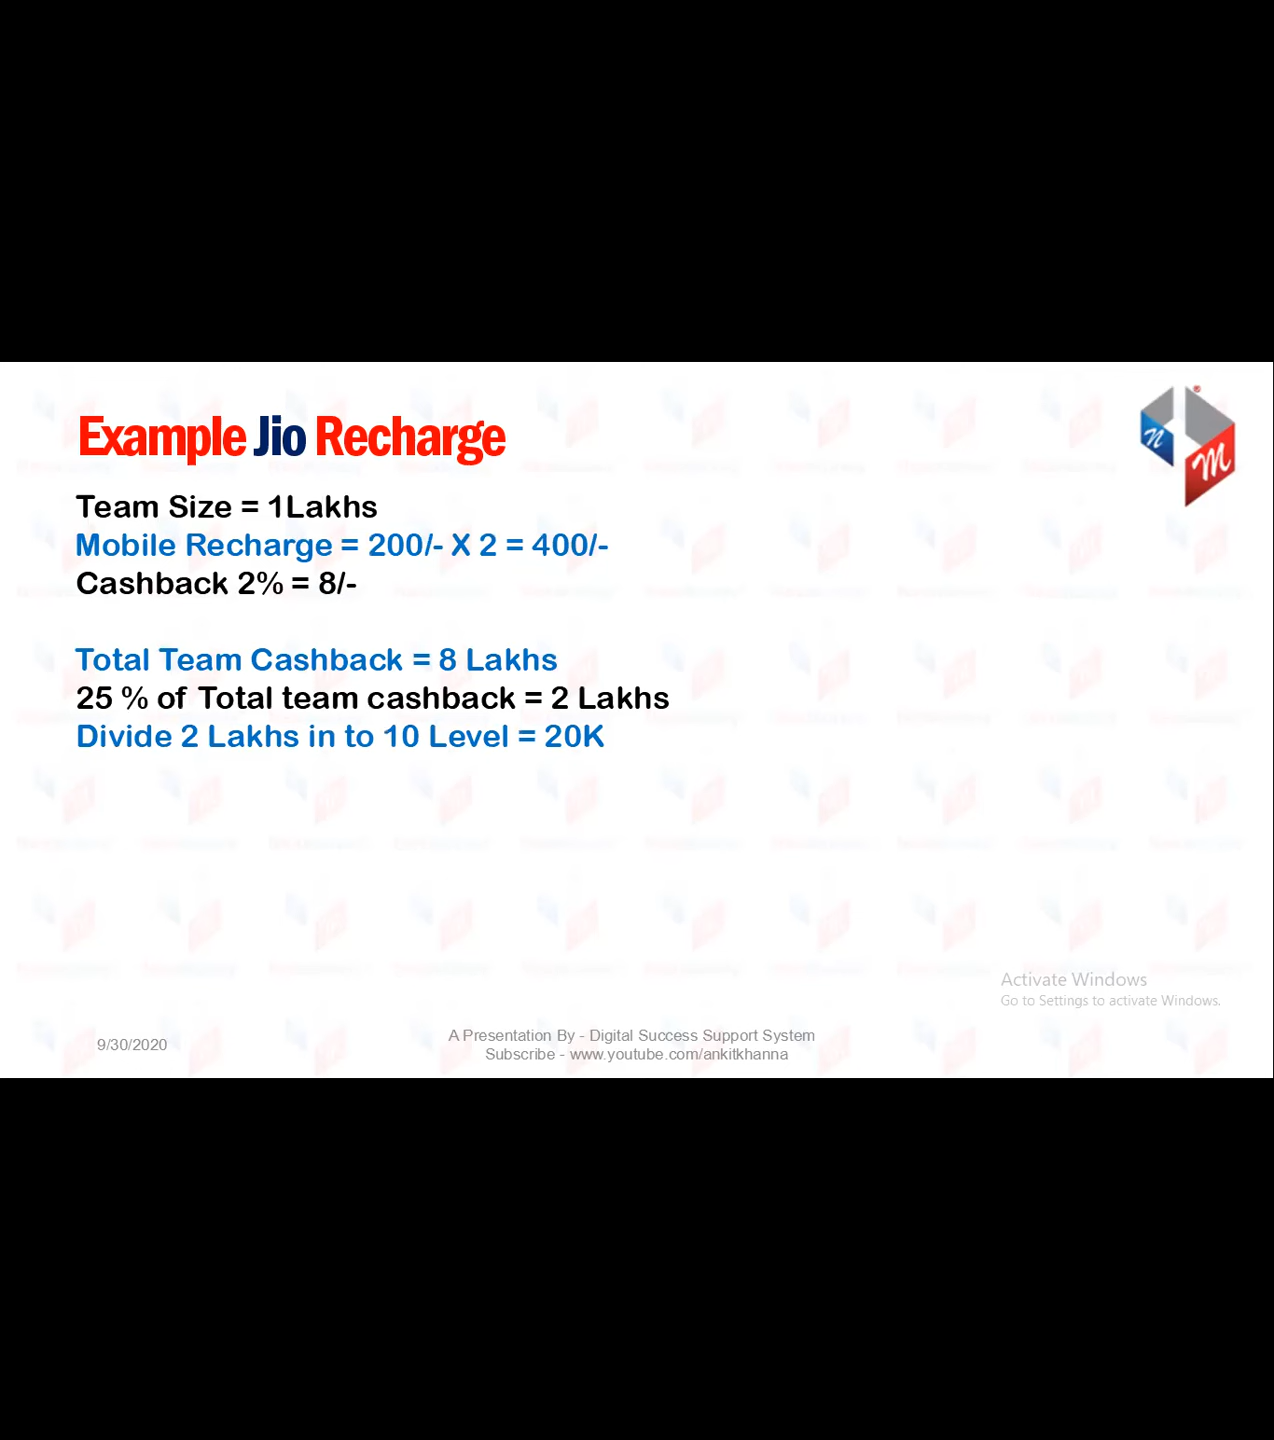 Example Jio Recharge
Team Size = 1Lakhs
Mobile Recharge = 200/- X 2 = 400/-
Cashback 2% = 8/-
Total Team Cashback = 8 Lakhs
25 % of Total team cashback = 2 Lakhs
Divide 2 Lakhs in to 10 Level = 20K
n
m
®
Activate Windows
Go to Settings to activate Windows.
9/30/2020
A Presentation By - Digital Success Support System
Subscribe - www.youtube.com/ankitkhanna